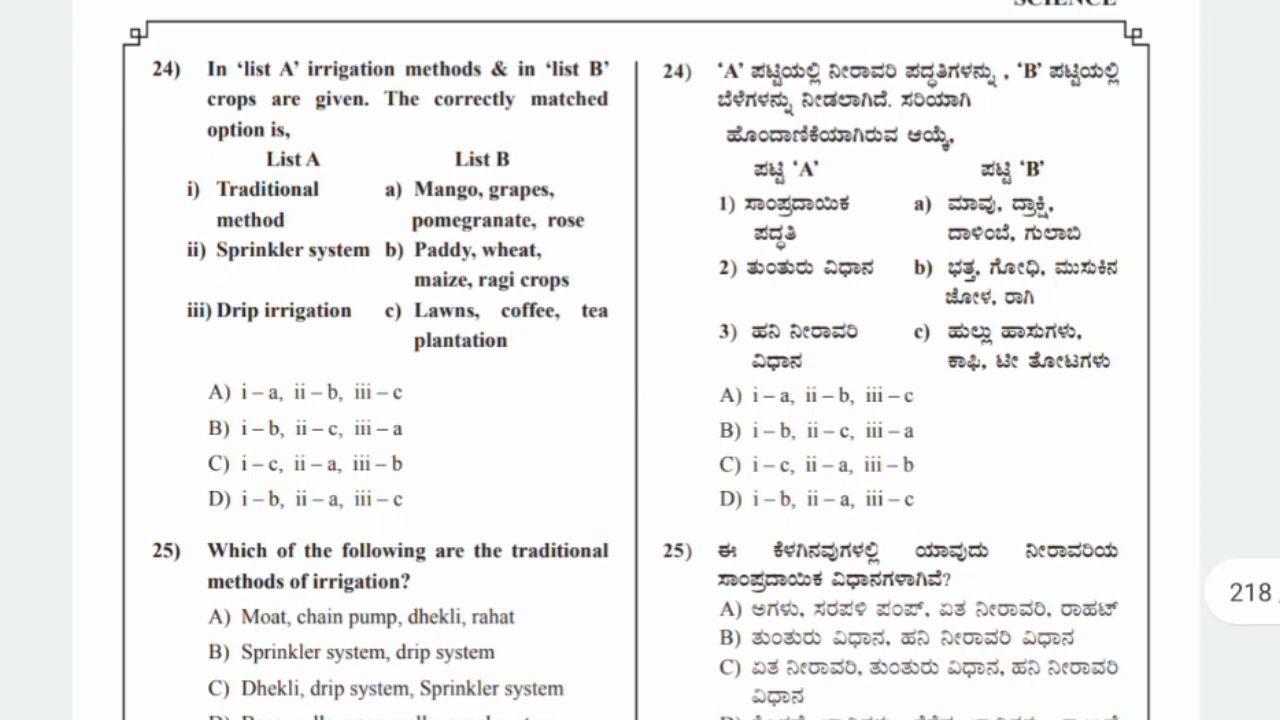 SCIENCE
24) In ‘list A’ irrigation methods & in ‘list B’
crops are given. The correctly matched
option is,
List A List B
i) Traditional a) Mango, grapes,
method pomegranate, rose
ii) Sprinkler system b) Paddy, wheat,
maize, ragi crops
iii) Drip irrigation c) Lawns, coffee, tea
plantation
A) i – a, ii – b, iii – c
B) i – b, ii – c, iii – a
C) i – c, ii – a, iii – b
D) i – b, ii – a, iii – c
25) Which of the following are the traditional
methods of irrigation?
A) Moat, chain pump, dhekli, rahat
B) Sprinkler system, drip system
C) Dhekli, drip system, Sprinkler system
24) ‘A’ ಪಟ್ಟಿಯಲ್ಲಿ ನೀರಾವರಿ ಪದ್ಧತಿಗಳನ್ನು , ‘B’ ಪಟ್ಟಿಯಲ್ಲಿ
ಬೆಳೆಗಳನ್ನು ನೀಡಲಾಗಿದೆ. ಸರಿಯಾಗಿ
ಹೊಂದಾಣಿಕೆಯಾಗಿರುವ ಆಯ್ಕೆ,
ಪಟ್ಟಿ ‘A’ ಪಟ್ಟಿ ‘B’
1) ಸಾಂಪ್ರದಾಯಿಕ a) ಮಾವು, ದ್ರಾಕ್ಷಿ,
ಪದ್ಧತಿ ದಾಳಿಂಬೆ, ಗುಲಾಬಿ
2) ತುಂತುರು ವಿಧಾನ b) ಭತ್ತ, ಗೋಧಿ, ಮುಸುಕಿನ
ಜೋಳ, ರಾಗಿ
3) ಹನಿ ನೀರಾವರಿ c) ಹುಲ್ಲು ಹಾಸುಗಳು,
ವಿಧಾನ ಕಾಫಿ, ಟೀ ತೋಟಗಳು
A) i – a, ii – b, iii – c
B) i – b, ii – c, iii – a
C) i – c, ii – a, iii – b
D) i – b, ii – a, iii – c
25) ಈ ಕೆಳಗಿನವುಗಳಲ್ಲಿ ಯಾವುದು ನೀರಾವರಿಯ
ಸಾಂಪ್ರದಾಯಿಕ ವಿಧಾನಗಳಾಗಿವೆ?
A) ಅಗಳು, ಸರಪಳಿ ಪಂಪ್, ಏತ ನೀರಾವರಿ, ರಾಹಟ್
B) ತುಂತುರು ವಿಧಾನ, ಹನಿ ನೀರಾವರಿ ವಿಧಾನ
C) ಏತ ನೀರಾವರಿ, ತುಂತುರು ವಿಧಾನ, ಹನಿ ನೀರಾವರಿ
ವಿಧಾನ
218